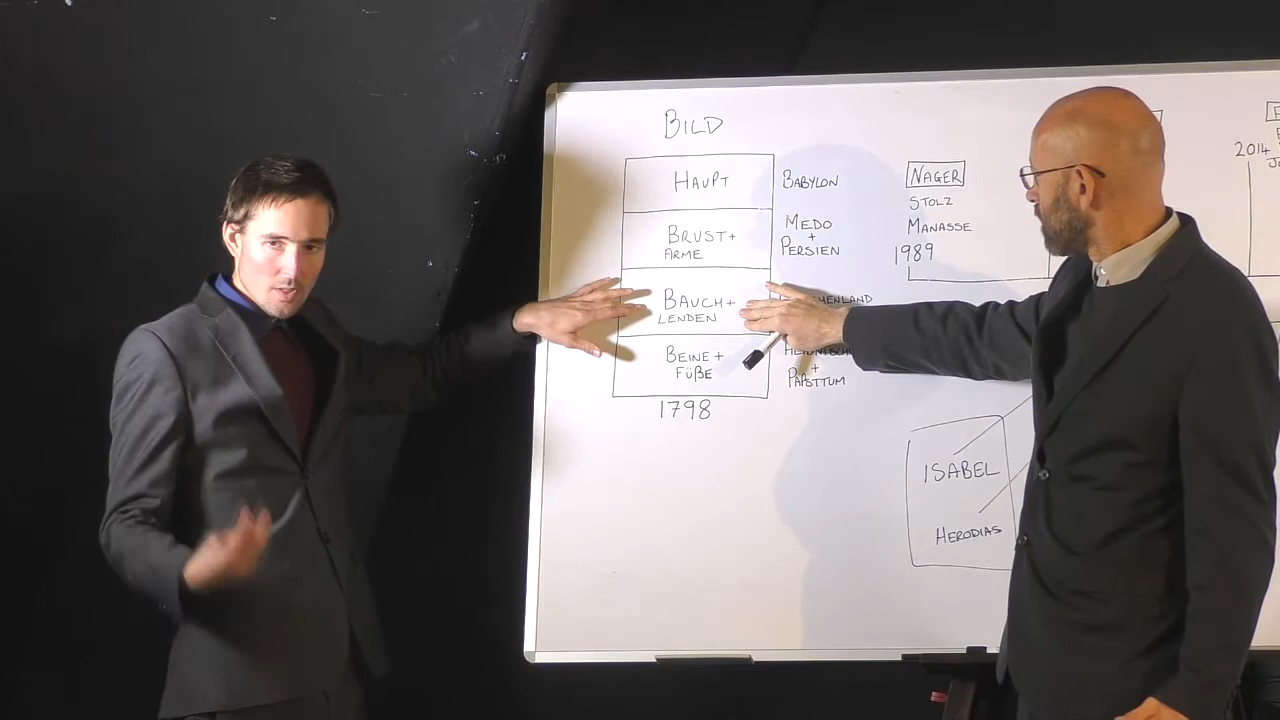 BILD
HAUPT
BABYLON
BRUST+
ARME
MEDO
+
PERSIEN
BAUCH+
LENDEN
BEINE+
FÜßE
+
PAPSTTUM
1798
NAGER
STOLZ
MANASSE
1989
2014
ISABEL
HERODIAS